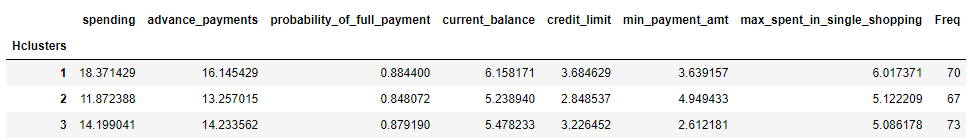 spending advance_payments probability_of_full_payment current_balance credit_limit min_payment_amt max_spent_in_single_shopping Freq
Hclusters
1 18.371429 16.145429 0.884400 6.158171 3.684629 3.639157 6.017371 70
2 11.872388 13.257015 0.848072 5.238940 2.848537 4.949433 5.122209 67
3 14.199041 14.233562 0.879190 5.478233 3.226452 2.612181 5.086178 73